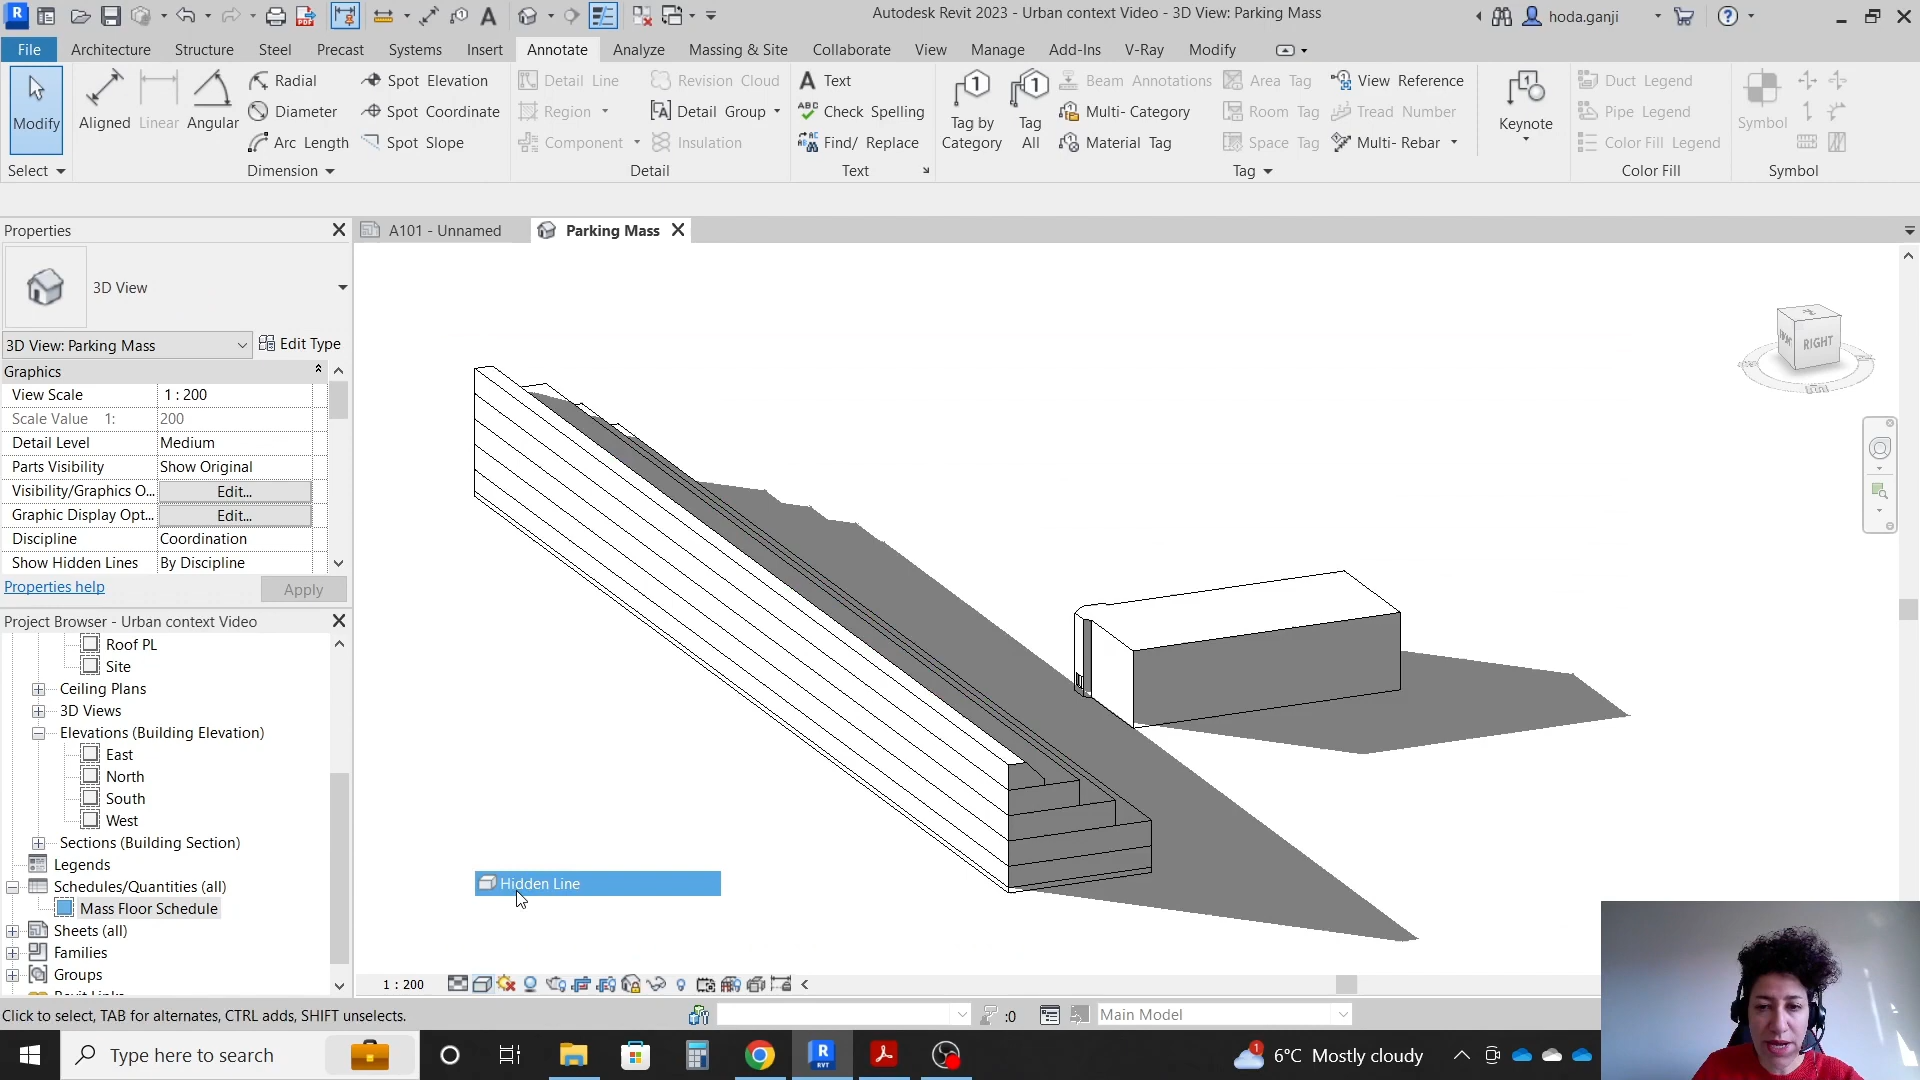 Autodesk Revit 2023 - Urban context Video - 3D View: Parking Mass
hoda.ganji
File Architecture Structure Steel Precast Systems Insert Annotate Analyze Massing & Site Collaborate View Manage Add-Ins V-Ray Modify
Modify
Select
Aligned
Linear
Angular
Radial
Diameter
Arc Length
Spot Elevation
Spot Coordinate
Spot Slope
Dimension
Detail Line
Region
Component
Revision Cloud
Detail Group
Insulation
Detail
Text
Check Spelling
Find/ Replace
Text
Tag by
Category
Tag
All
Beam Annotations
Multi- Category
Material Tag
Area Tag
Room Tag
Space Tag
View Reference
Tread Number
Multi- Rebar
Tag
Keynote
Duct Legend
Pipe Legend
Color Fill Legend
Color Fill
Symbol
Symbol
Properties
3D View
3D View: Parking Mass
Edit Type
Graphics
View Scale 1 : 200
Scale Value 1: 200
Detail Level Medium
Parts Visibility Show Original
Visibility/Graphics O... Edit...
Graphic Display Opt... Edit...
Discipline Coordination
Show Hidden Lines By Discipline
Properties help
Apply
Project Browser - Urban context Video
Roof PL
Site
Ceiling Plans
3D Views
Elevations (Building Elevation)
East
North
South
West
Sections (Building Section)
Legends
Schedules/Quantities (all)
Mass Floor Schedule
Sheets (all)
Families
Groups
A101 - Unnamed
Parking Mass
RIGHT
Hidden Line
1 : 200
Click to select, TAB for alternates, CTRL adds, SHIFT unselects.
:0
Main Model
Type here to search
6°C Mostly cloudy